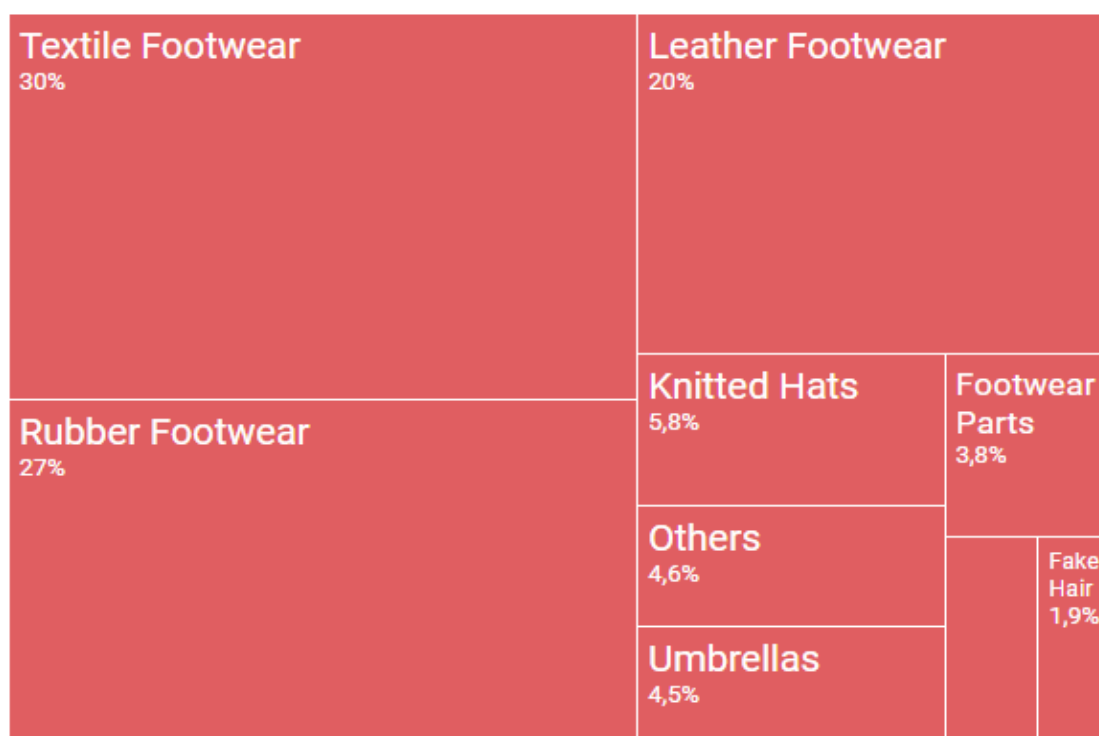 Textile Footwear
30%
Leather Footwear
20%
Rubber Footwear
27%
Knitted Hats
5,8%
Footwear
Parts
3,8%
Others
4,6%
Umbrellas
4,5%
Fake
Hair
1,9%